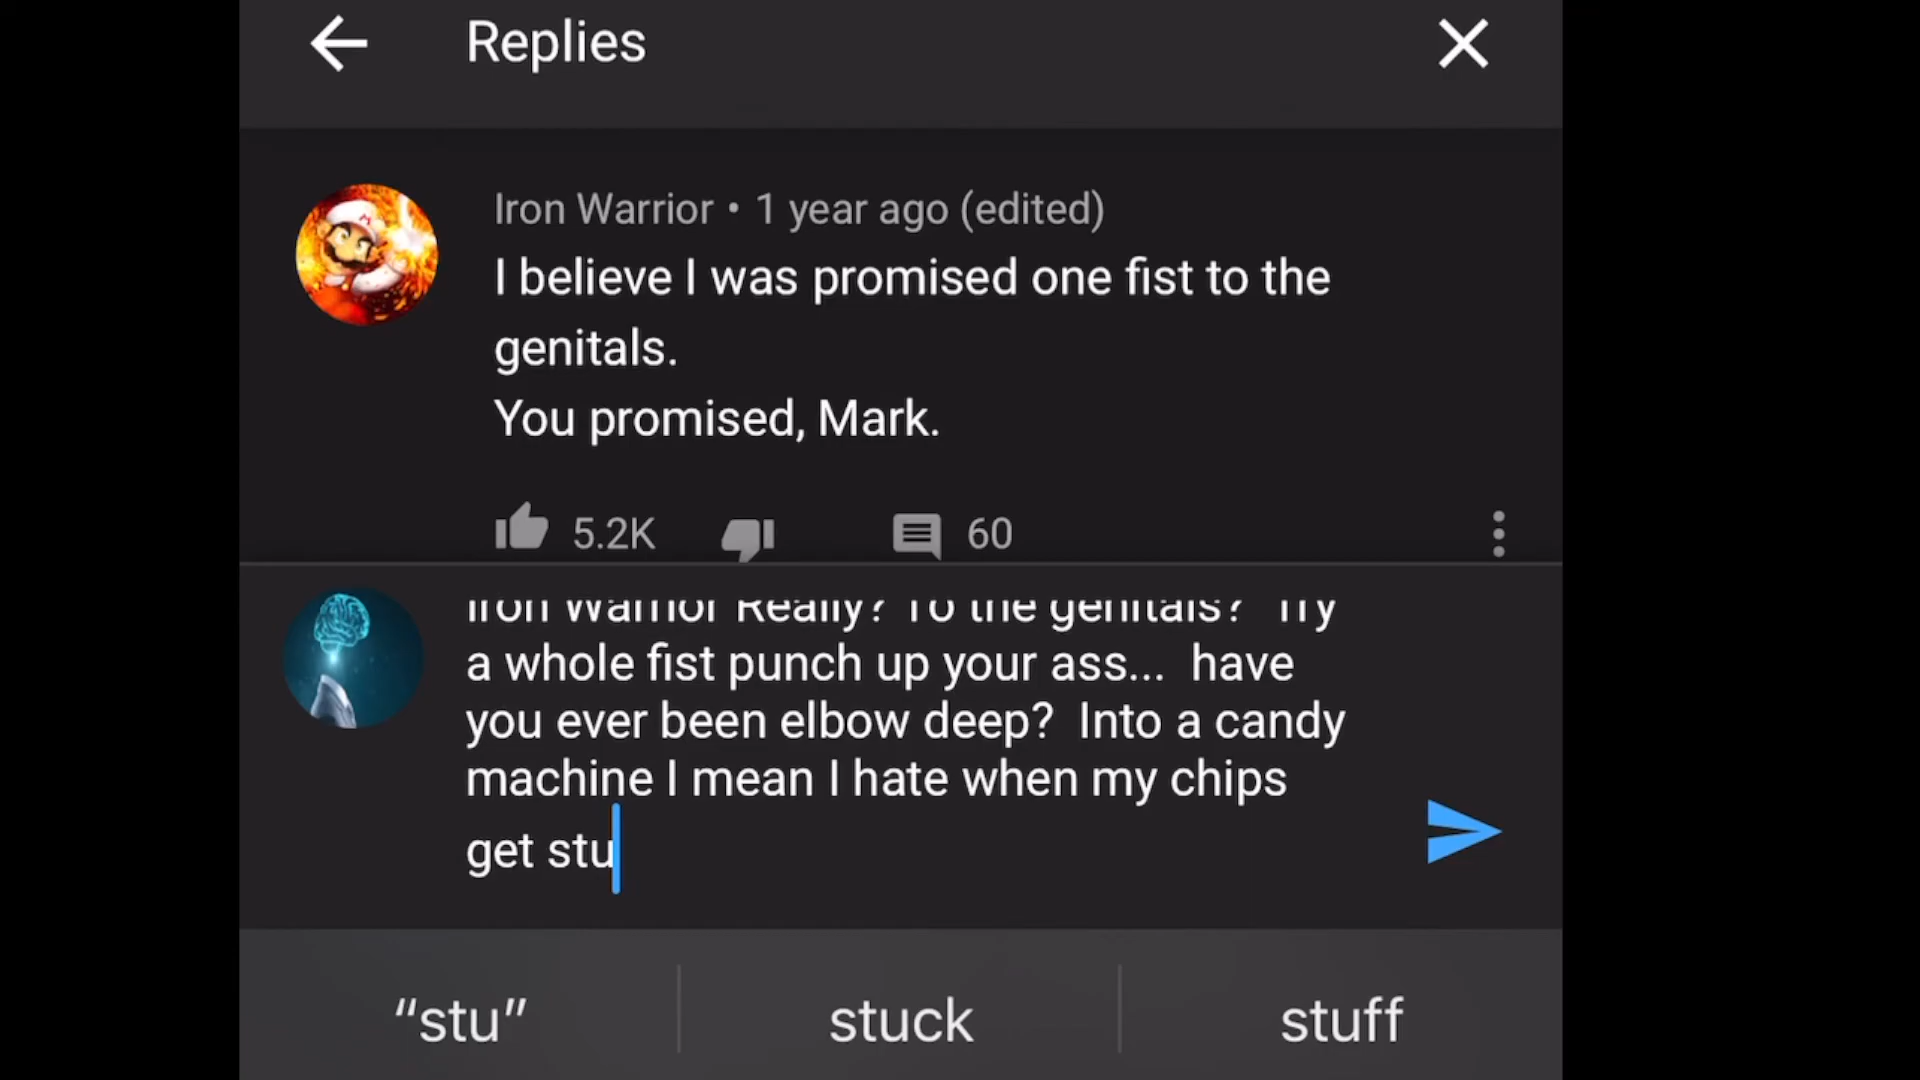 Replies
Iron Warrior • 1 year ago (edited)
I believe I was promised one fist to the
genitals.
You promised, Mark.
5.2K 60
Iron Warrior Really? To the genitals?  Try
a whole fist punch up your ass...  have
you ever been elbow deep?  Into a candy
machine I mean I hate when my chips
get stu
“stu” stuck stuff